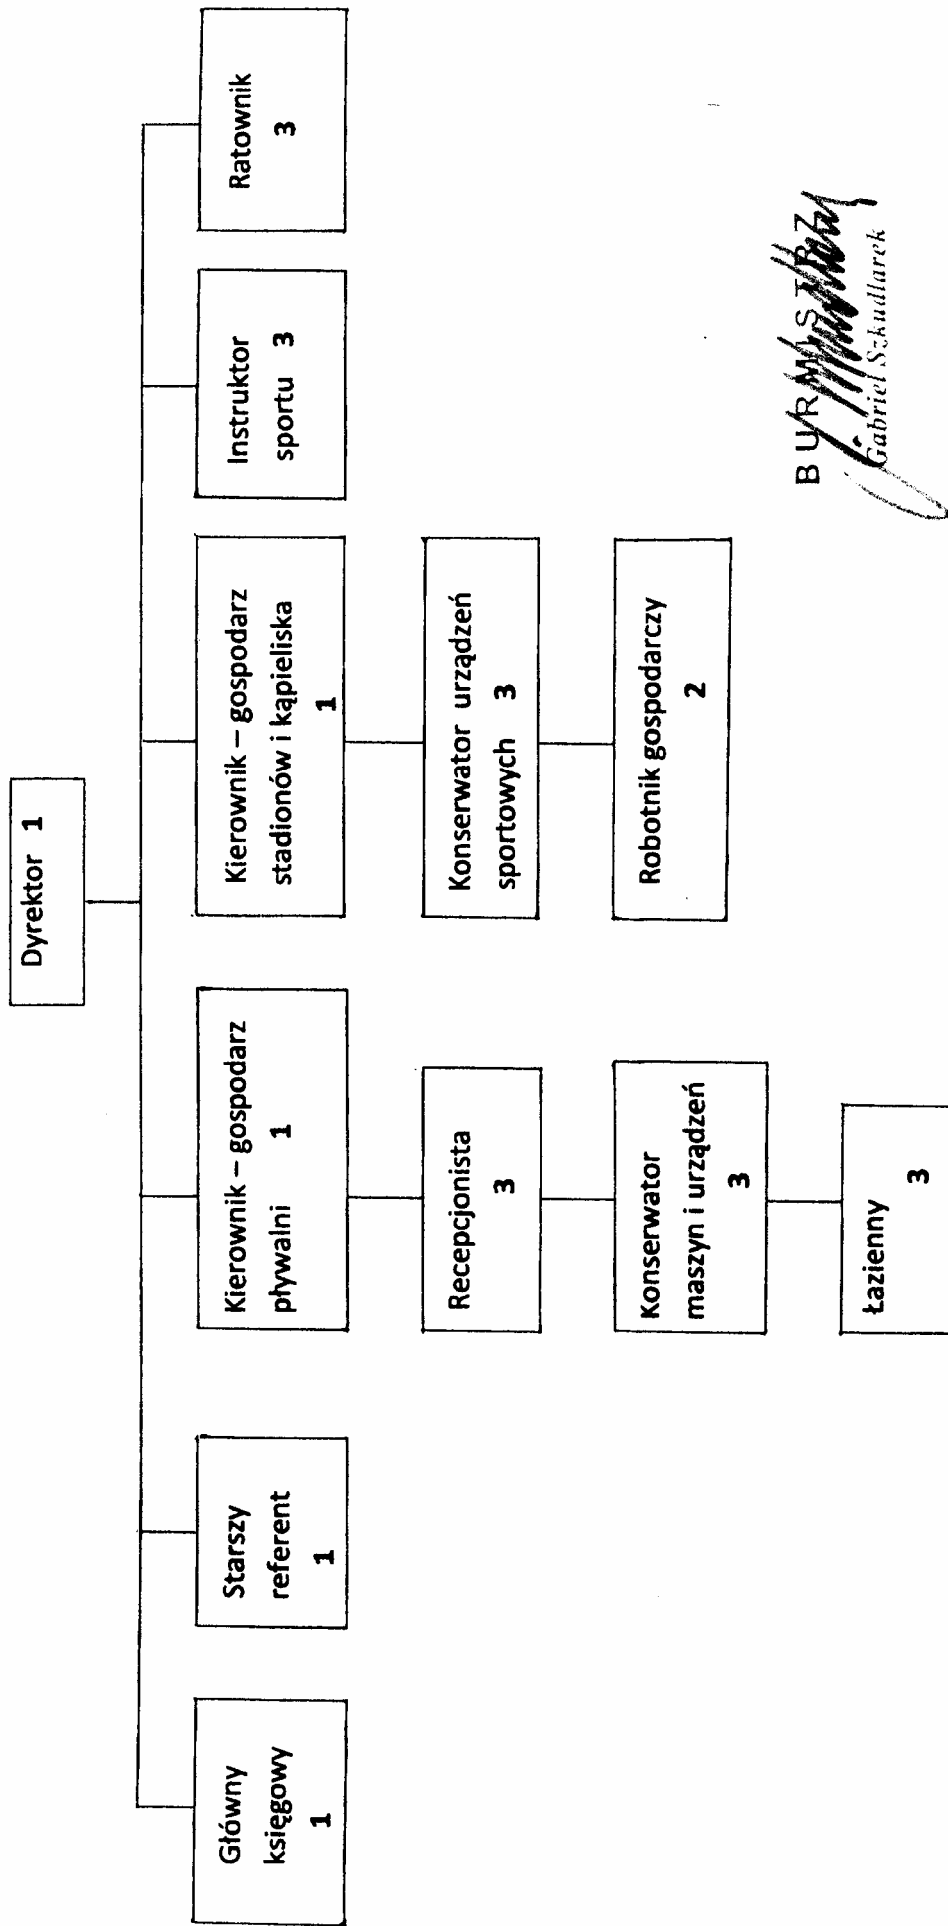 Dyrektor 1
Główny
księgowy
1
Starszy
referent
1
Kierownik – gospodarz
pływalni 1
Kierownik – gospodarz
stadionów i kąpieliska
1
Instruktor
sportu 3
Ratownik
3
Recepcjonista
3
Konserwator urządzeń
sportowych 3
Konserwator
maszyn i urządzeń
3
Robotnik gospodarczy
2
Łazienny
3
BURMISTRZ
Gabriel Szkudlarek